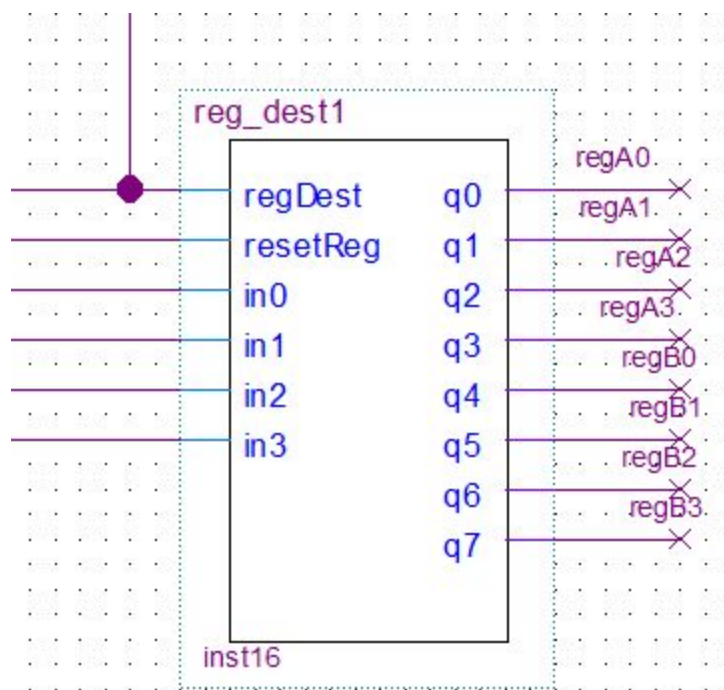 reg_dest1
regDest
resetReg
in0
in1
in2
in3
q0
q1
q2
q3
q4
q5
q6
q7
regA0
regA1
regA2
regA3
regB0
regB1
regB2
regB3
inst16